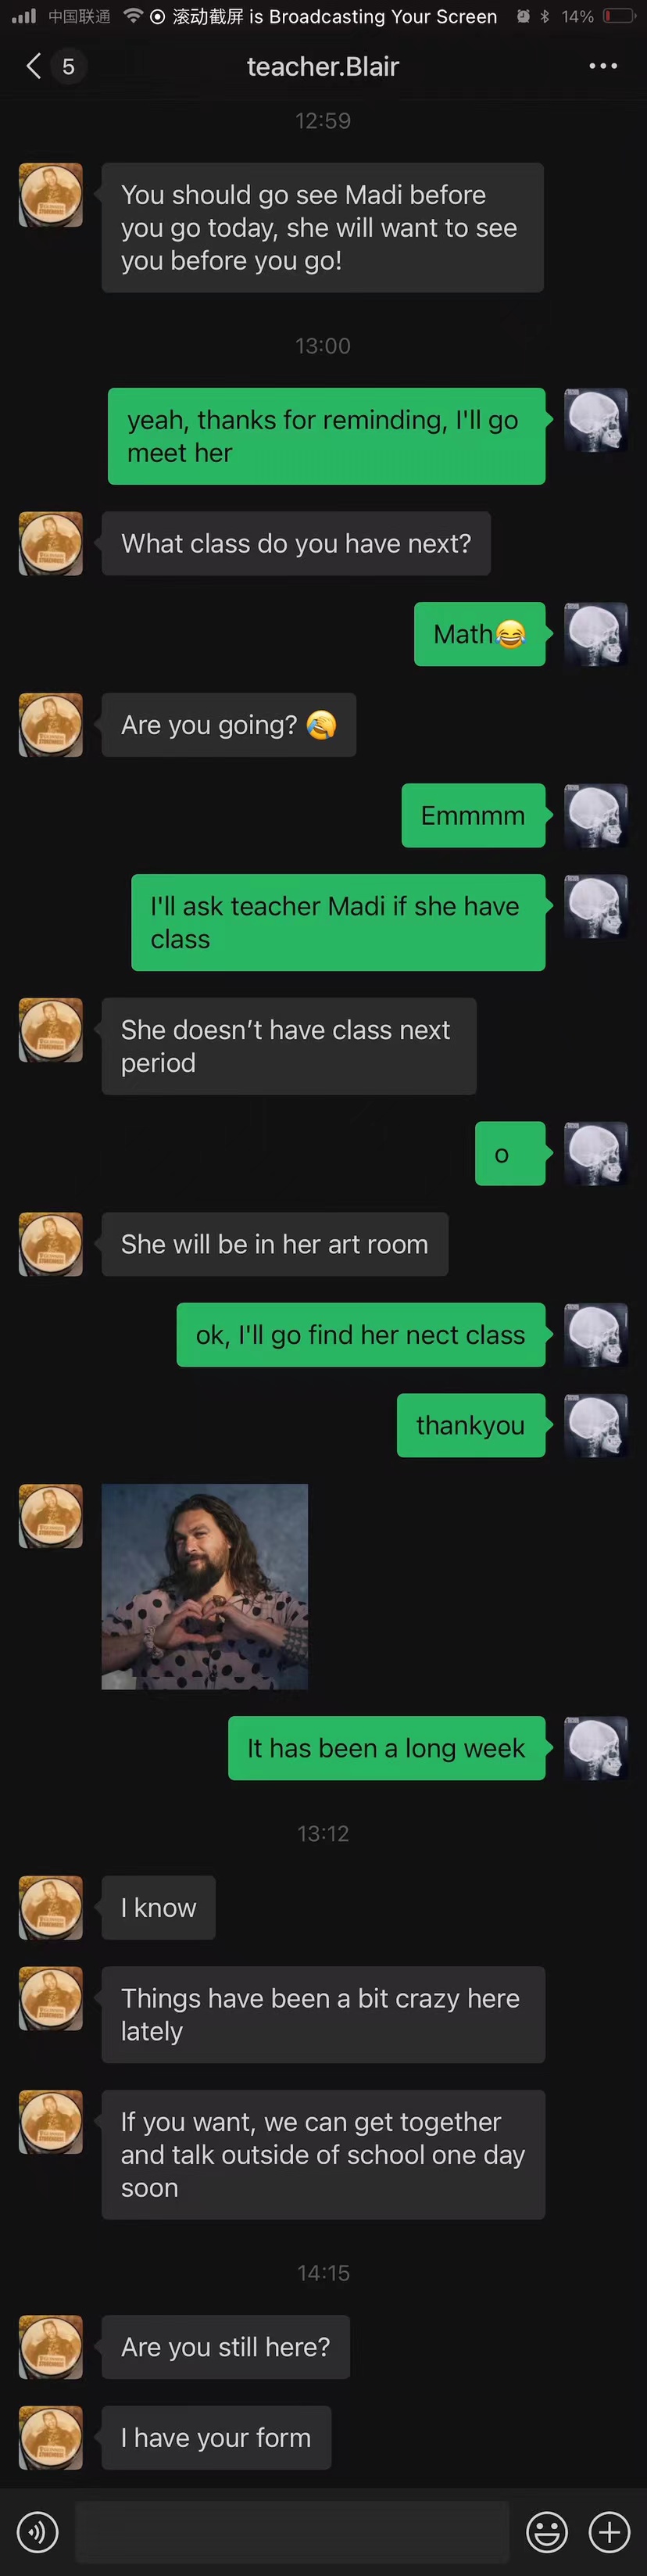 中国联通 滚动截屏 is Broadcasting Your Screen 14%
5 teacher.Blair
12:59
You should go see Madi before
you go today, she will want to see
you before you go!
13:00
yeah, thanks for reminding, I'll go
meet her
What class do you have next?
Math😂
Are you going? 🤣
Emmmm
I'll ask teacher Madi if she have
class
She doesn’t have class next
period
o
She will be in her art room
ok, I'll go find her nect class
thankyou
It has been a long week
13:12
I know
Things have been a bit crazy here
lately
If you want, we can get together
and talk outside of school one day
soon
14:15
Are you still here?
I have your form